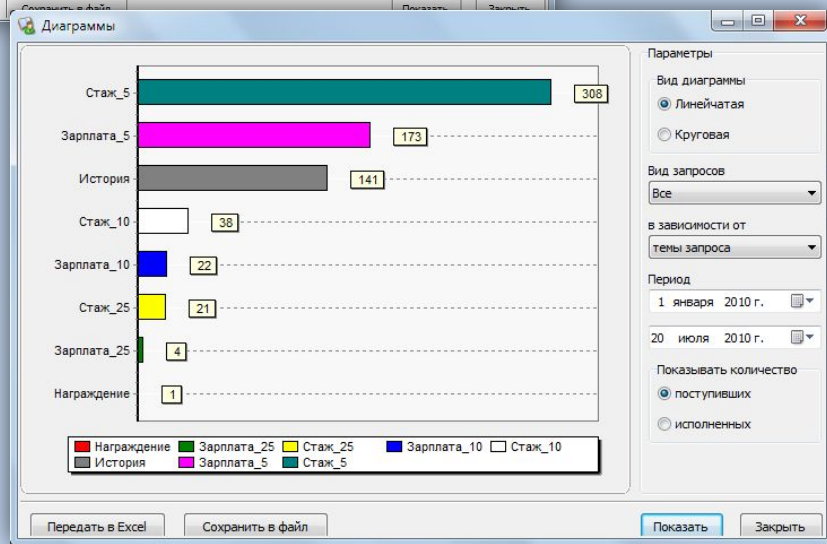 Сохранить в файл Показать Закрыть
Диаграммы
Стаж_5 308
Зарплата_5 173
История 141
Стаж_10 38
Зарплата_10 22
Стаж_25 21
Зарплата_25 4
Награждение 1
Награждение Зарплата_25 Стаж_25 Зарплата_10 Стаж_10
История Зарплата_5 Стаж_5
Параметры
Вид диаграммы
Линейчатая
Круговая
Вид запросов
Все
в зависимости от
темы запроса
Период
1 января 2010 г.
20 июля 2010 г.
Показывать количество
поступивших
исполненных
Передать в Excel Сохранить в файл Показать Закрыть